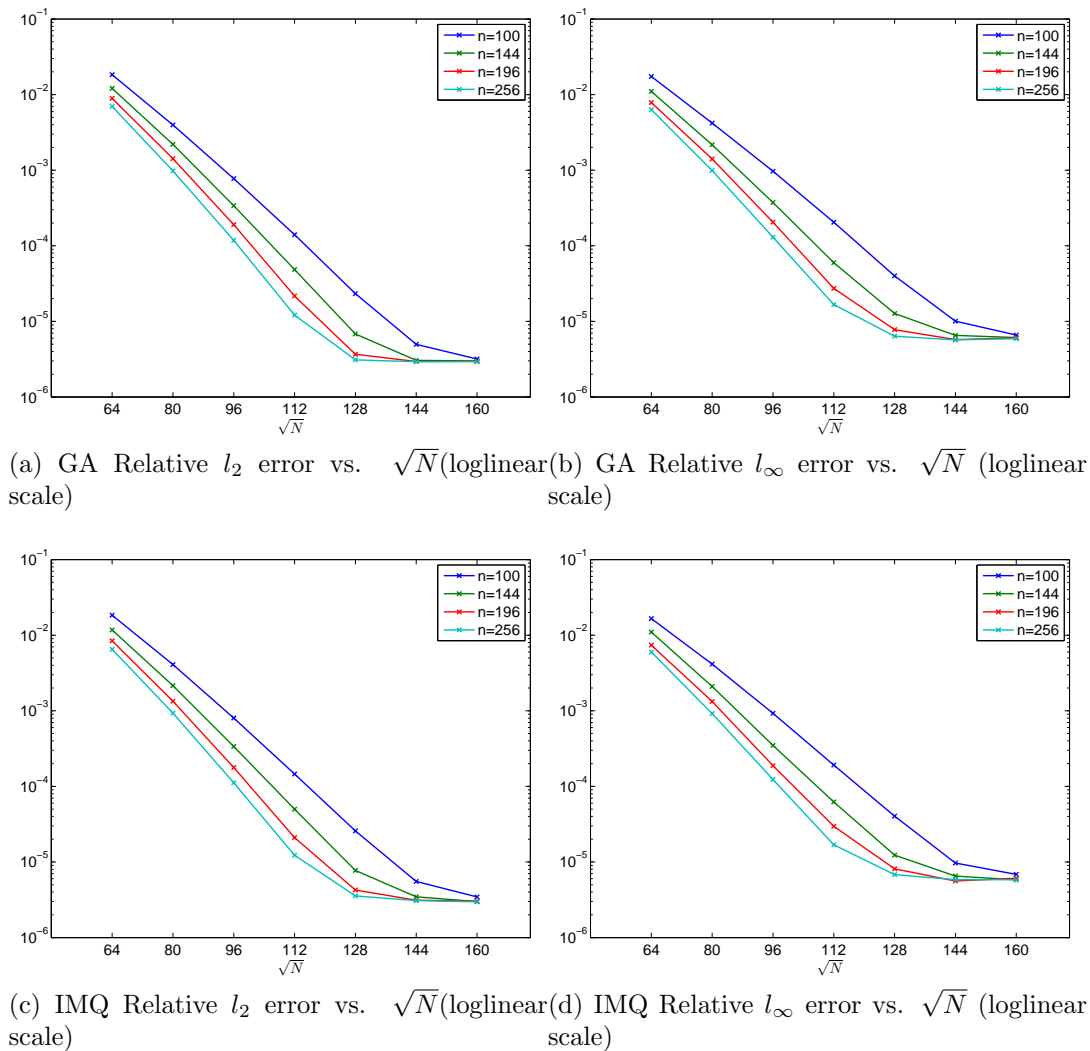 10^{-1}
10^{-2}
10^{-3}
10^{-4}
10^{-5}
10^{-6}
64 80 96 112 128 144 160
√N
n=100
n=144
n=196
n=256
(a) GA Relative l_2 error vs. √N(loglinear
scale)
10^{-1}
10^{-2}
10^{-3}
10^{-4}
10^{-5}
10^{-6}
64 80 96 112 128 144 160
√N
n=100
n=144
n=196
n=256
(b) GA Relative l_∞ error vs. √N (loglinear
scale)
10^{-1}
10^{-2}
10^{-3}
10^{-4}
10^{-5}
10^{-6}
64 80 96 112 128 144 160
√N
n=100
n=144
n=196
n=256
(c) IMQ Relative l_2 error vs. √N(loglinear
scale)
10^{-1}
10^{-2}
10^{-3}
10^{-4}
10^{-5}
10^{-6}
64 80 96 112 128 144 160
√N
n=100
n=144
n=196
n=256
(d) IMQ Relative l_∞ error vs. √N (loglinear
scale)